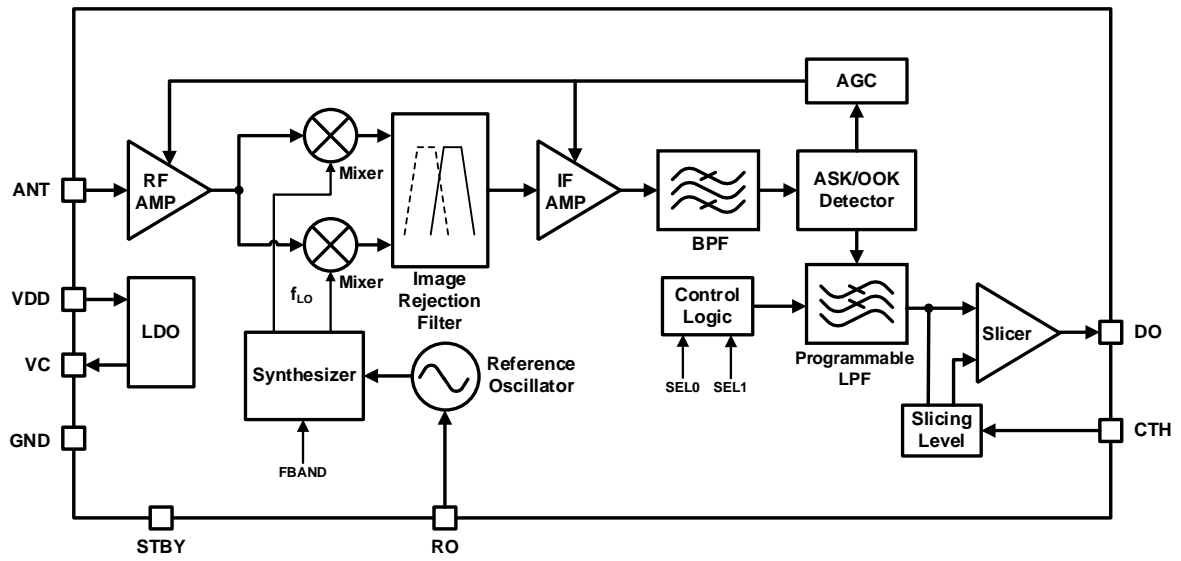 AGC
ANT
RF
AMP
Mixer
IF
AMP
ASK/OOK
Detector
BPF
Mixer
Image
Rejection
Filter
fLO
VDD
LDO
VC
Control
Logic
SEL0
SEL1
Programmable
LPF
Slicer
DO
Synthesizer
Reference
Oscillator
Slicing
Level
CTH
GND
FBAND
STBY
RO